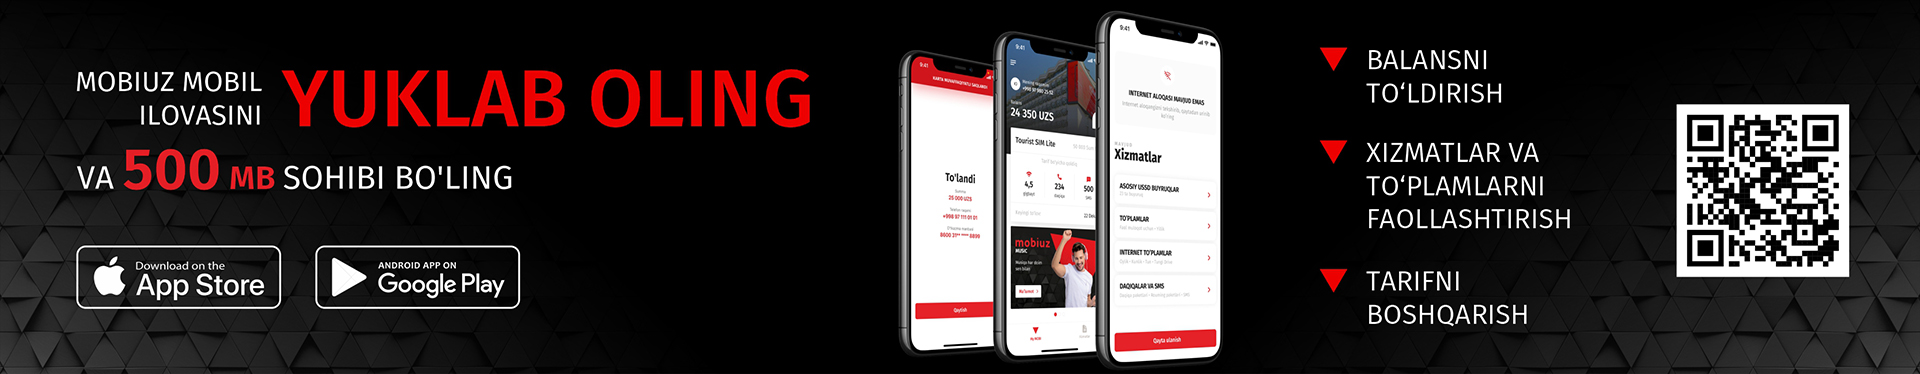 MOBIUZ MOBIL
ILOVASINI
YUKLAB OLING
VA 500 MB SOHIBI BO'LING
Download on the
App Store
ANDROID APP ON
Google Play
9:41
To'landi
25 000 UZS
+998 97 111 01 01
Qaytish
9:41
24 350 UZS
Tourist SIM Lite
4,5
234
500
SMS
mobiuz
MUSIC
9:41
INTERNET ALOQASI MAVJUD EMAS
Xizmatlar
ASOSIY USSD BUYRUQLAR
TO'PLAMLAR
INTERNET TO'PLAMLAR
DAQIQALAR VA SMS
Qayta ulanish
BALANSNI
TO‘LDIRISH
XIZMATLAR VA
TO‘PLAMLARNI
FAOLLASHTIRISH
TARIFNI
BOSHQARISH